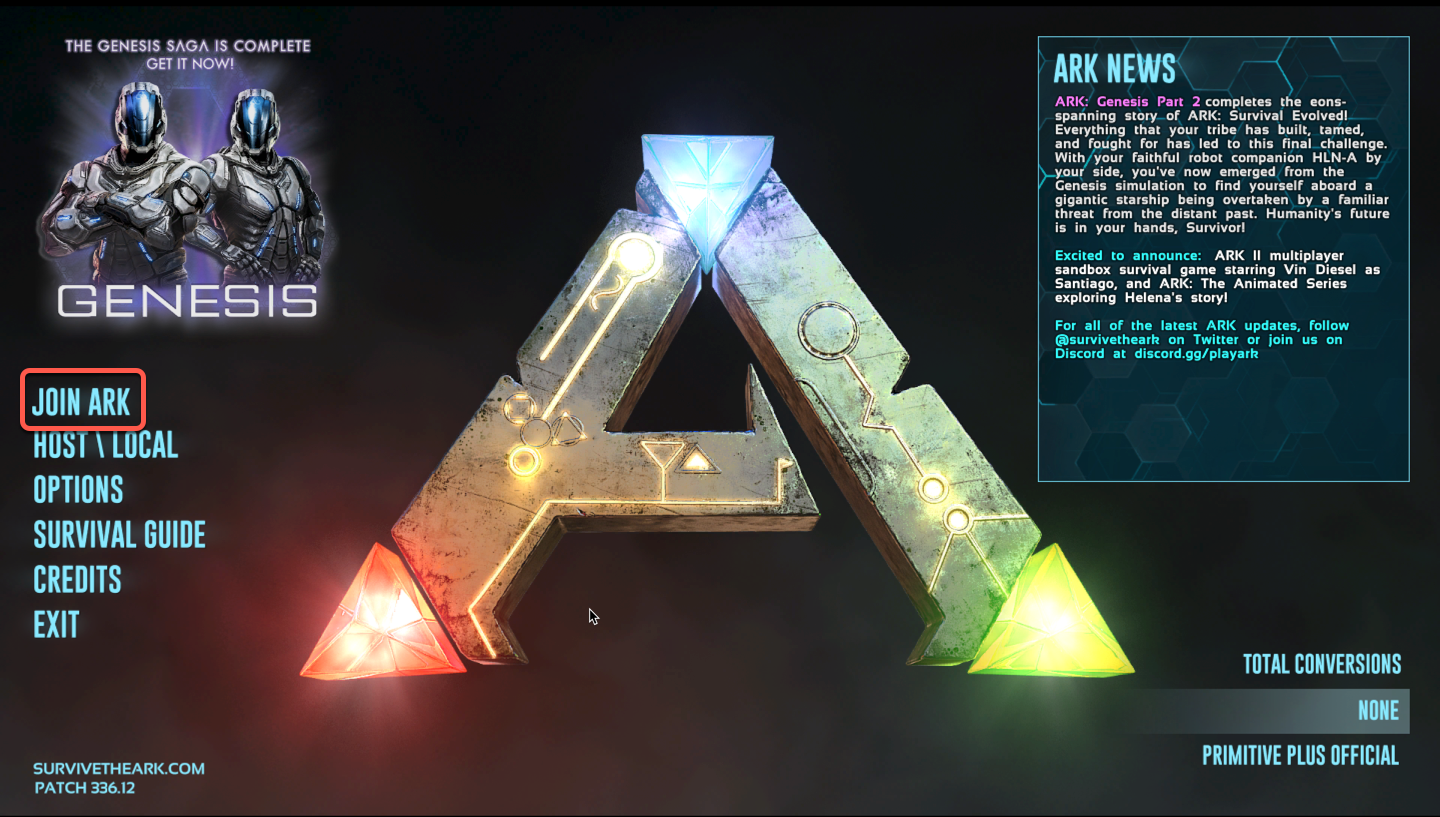 THE GENESIS SAGA IS COMPLETE
GET IT NOW!
GENESIS
JOIN ARK
HOST \ LOCAL
OPTIONS
SURVIVAL GUIDE
CREDITS
EXIT
SURVIVETHEARK.COM
PATCH 336.12
ARK NEWS
ARK: Genesis Part 2 completes the eons-
spanning story of ARK: Survival Evolved!
Everything that your tribe has built, tamed,
and fought for has led to this final challenge.
With your faithful robot companion HLN-A by
your side, you've now emerged from the
Genesis simulation to find yourself aboard a
gigantic starship being overtaken by a familiar
threat from the distant past. Humanity's future
is in your hands, Survivor!
Excited to announce: ARK II multiplayer
sandbox survival game starring Vin Diesel as
Santiago, and ARK: The Animated Series
exploring Helena's story!
For all of the latest ARK updates, follow
@survivetheark on Twitter or join us on
Discord at discord.gg/playark
TOTAL CONVERSIONS
NONE
PRIMITIVE PLUS OFFICIAL